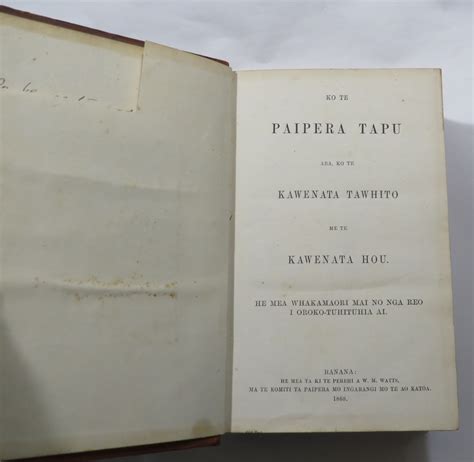 KO TE
PAIPERA TAPU
ARA, KO TE
KAWENATA TAWHITO
ME TE
KAWENATA HOU.
HE MEA WHAKAMAORI MAI NO NGA REO
I OROKO-TUHITUHIA AI.
RANANA:
HE MEA TA KI TE PEREHI A W. M. WATTS,
MA TE KOMITI TA PAIPERA MO INGARANGI MO TE AO KATOA.
1868.